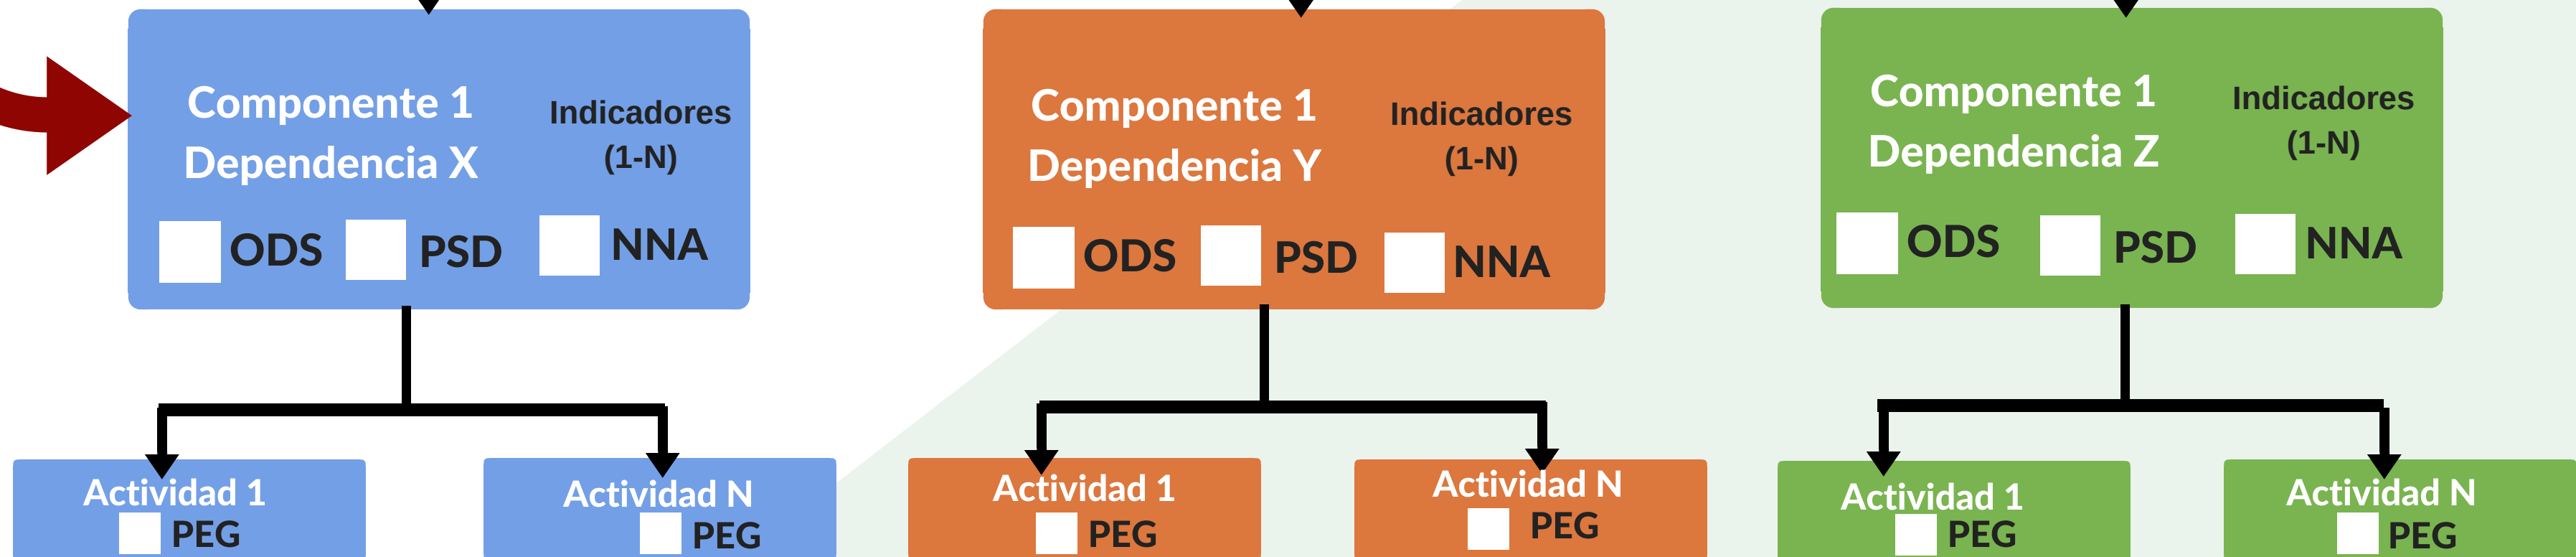 Componente 1
Dependencia X
Indicadores
(1-N)
ODS PSD NNA
Componente 1
Dependencia Y
Indicadores
(1-N)
ODS PSD NNA
Componente 1
Dependencia Z
Indicadores
(1-N)
ODS PSD NNA
Actividad 1
PEG
Actividad N
PEG
Actividad 1
PEG
Actividad N
PEG
Actividad 1
PEG
Actividad N
PEG